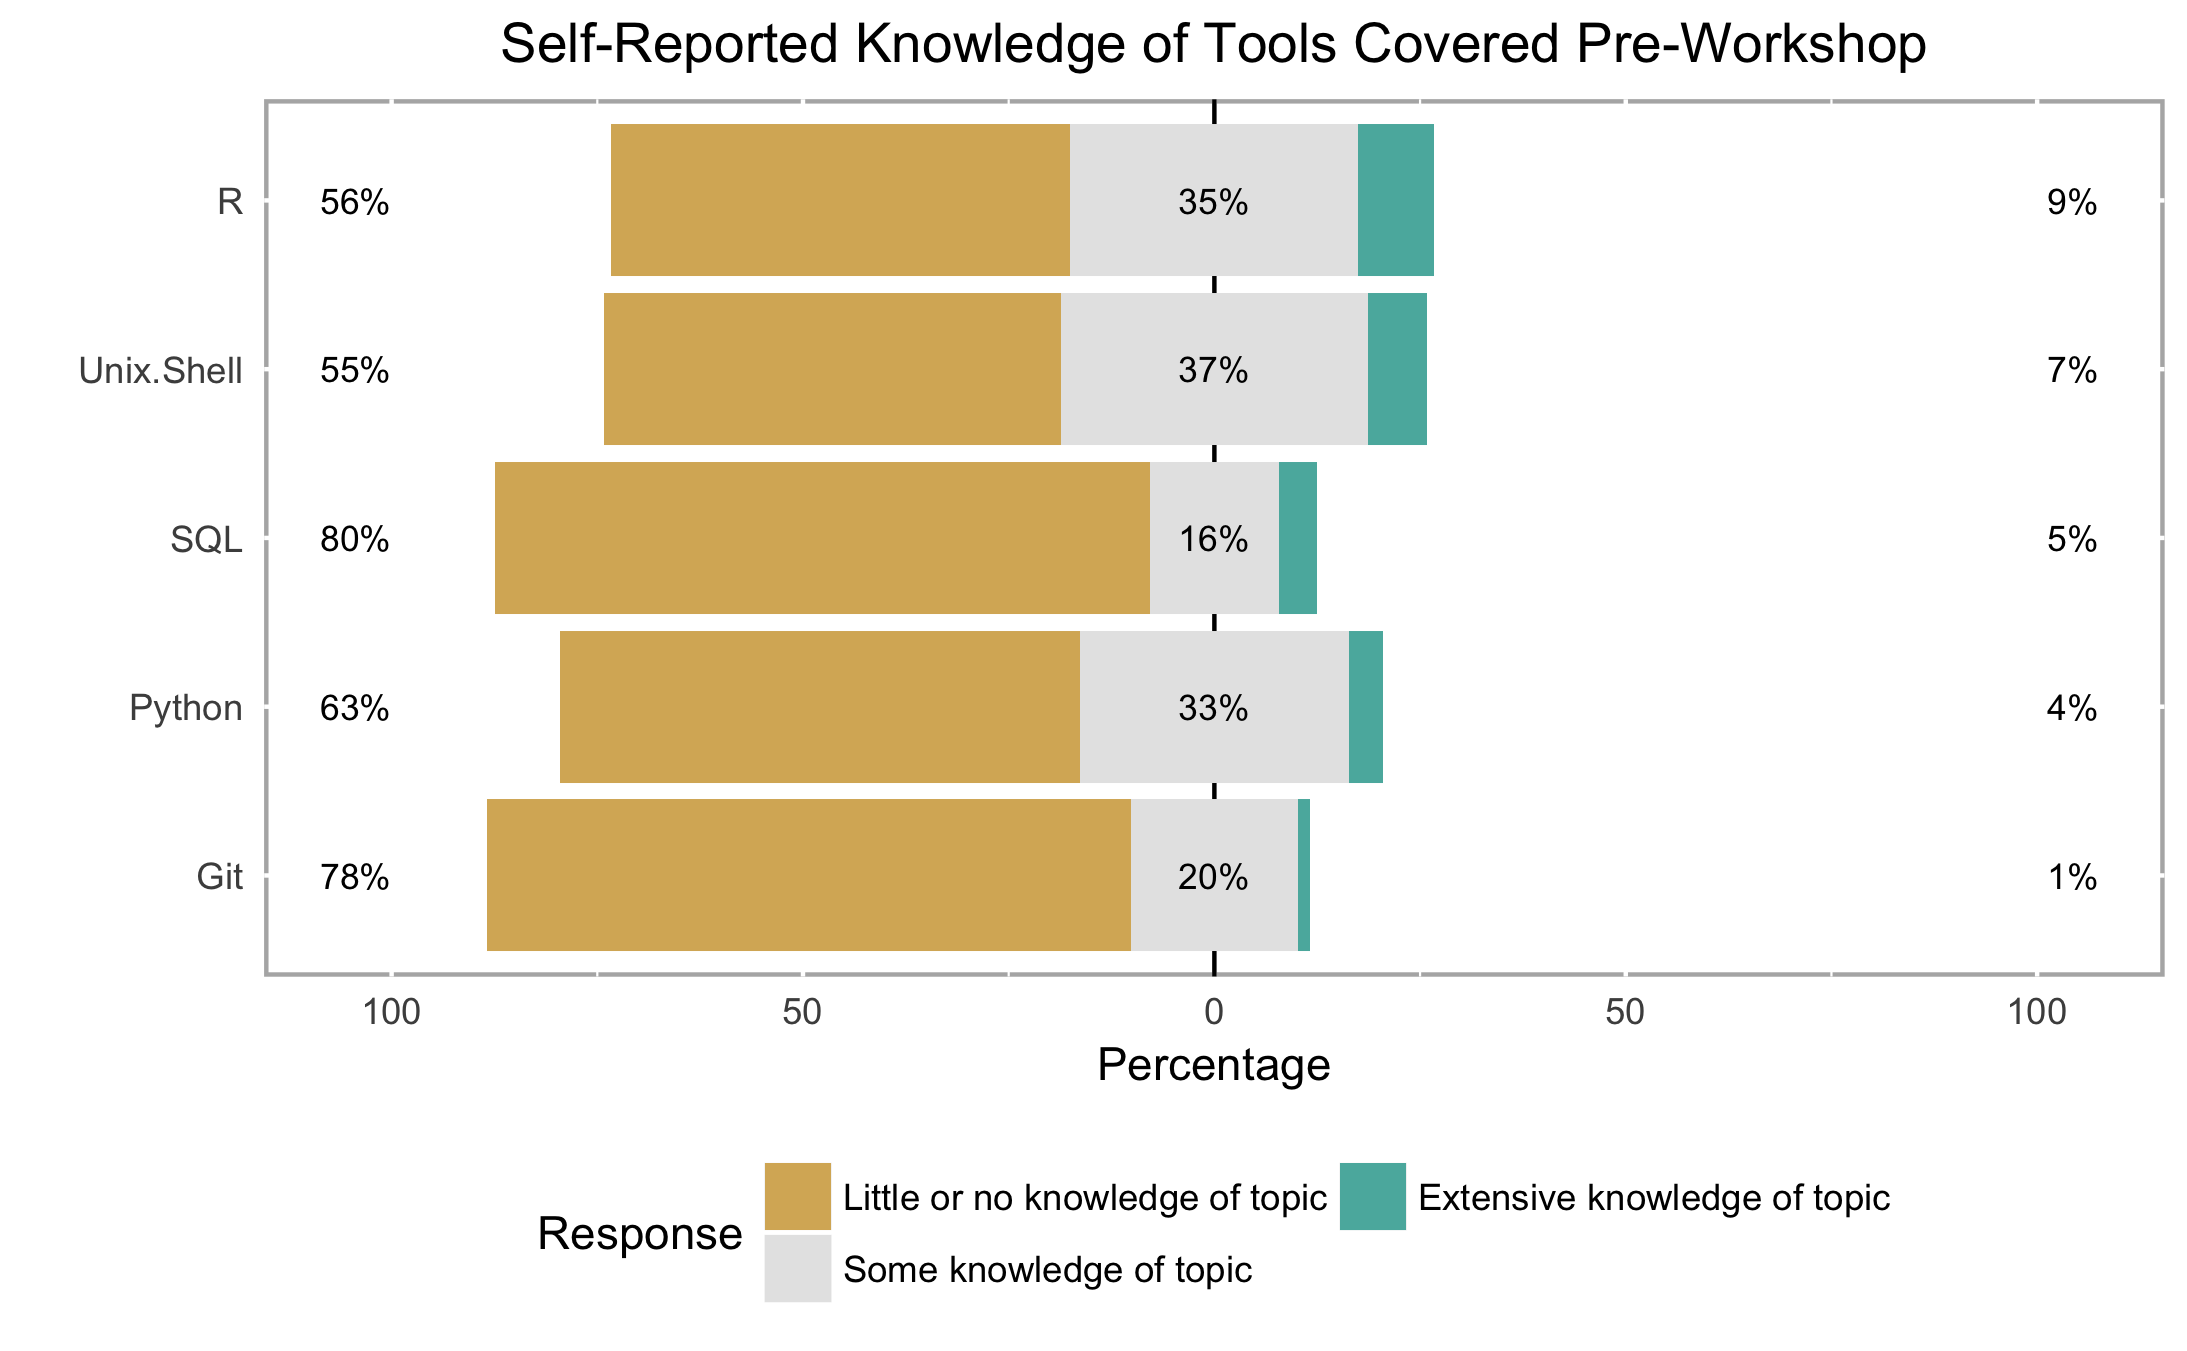 Self-Reported Knowledge of Tools Covered Pre-Workshop
R 56% 35% 9%
Unix.Shell 55% 37% 7%
SQL 80% 16% 5%
Python 63% 33% 4%
Git 78% 20% 1%
100 50 0 50 100
Percentage
Response
Little or no knowledge of topic Extensive knowledge of topic
Some knowledge of topic